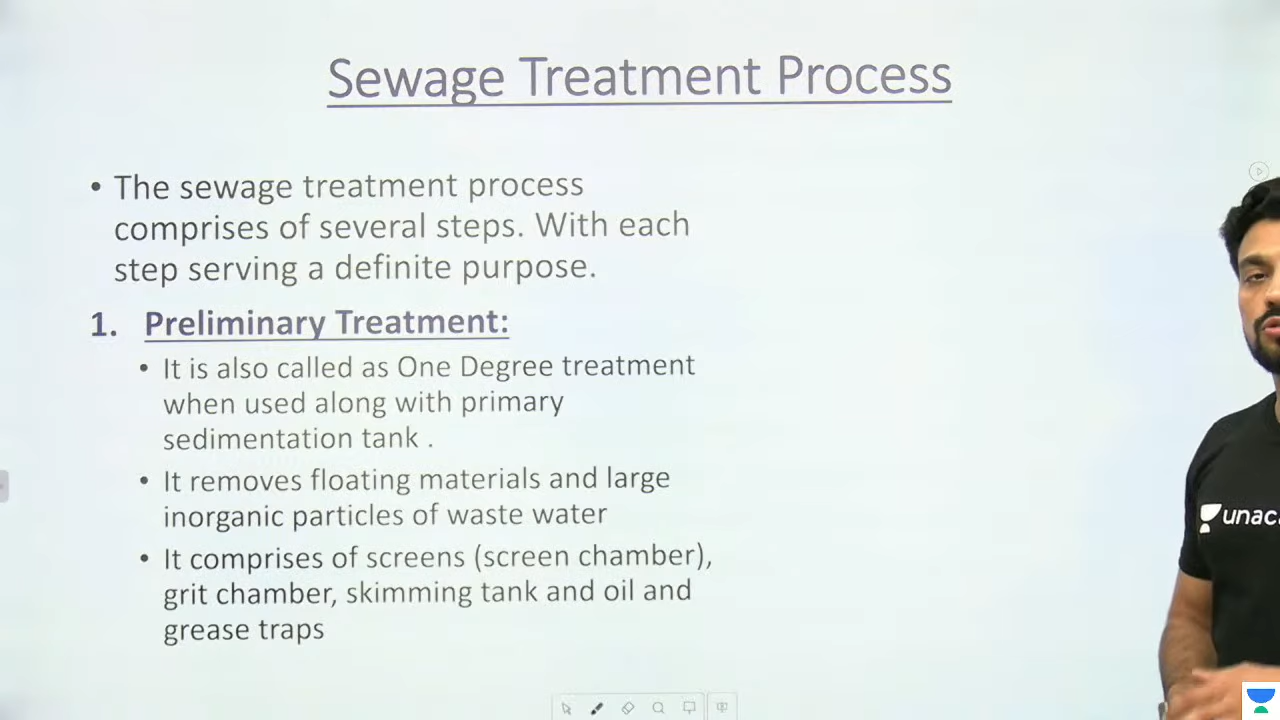 Sewage Treatment Process
• The sewage treatment process
comprises of several steps. With each
step serving a definite purpose.
1. Preliminary Treatment:
• It is also called as One Degree treatment
when used along with primary
sedimentation tank .
• It removes floating materials and large
inorganic particles of waste water
• It comprises of screens (screen chamber),
grit chamber, skimming tank and oil and
grease traps
unac